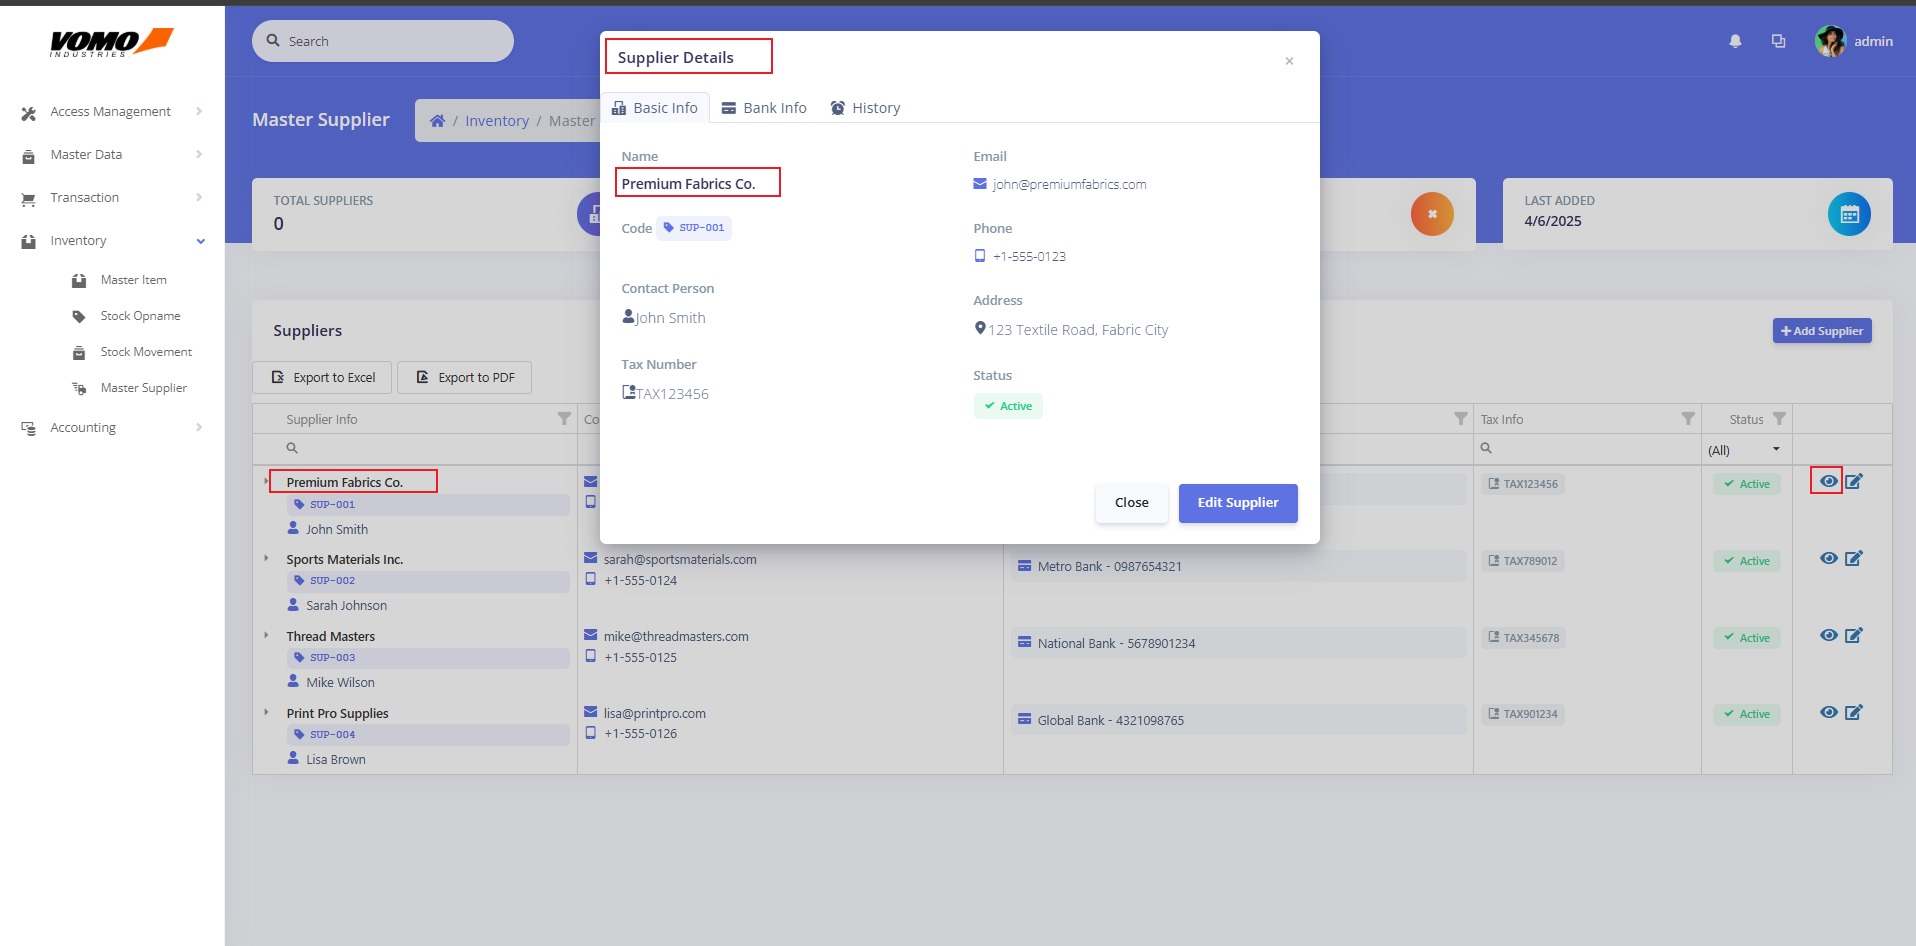 VOMO
INDUSTRIES
Access Management
Master Data
Transaction
Inventory
Master Item
Stock Opname
Stock Movement
Master Supplier
Accounting
Search
admin
Master Supplier
/ Inventory / Master
TOTAL SUPPLIERS
0
LAST ADDED
4/6/2025
Supplier Details
×
Basic Info
Bank Info
History
Name
Premium Fabrics Co.
Code SUP-001
Contact Person
John Smith
Tax Number
TAX123456
Email
john@premiumfabrics.com
Phone
+1-555-0123
Address
123 Textile Road, Fabric City
Status
Active
Close
Edit Supplier
Suppliers
Add Supplier
Export to Excel
Export to PDF
Supplier Info
Co
Tax Info
Status
(All)
Premium Fabrics Co.
SUP-001
John Smith
TAX123456
Active
Sports Materials Inc.
SUP-002
Sarah Johnson
sarah@sportsmaterials.com
+1-555-0124
Metro Bank - 0987654321
TAX789012
Active
Thread Masters
SUP-003
Mike Wilson
mike@threadmasters.com
+1-555-0125
National Bank - 5678901234
TAX345678
Active
Print Pro Supplies
SUP-004
Lisa Brown
lisa@printpro.com
+1-555-0126
Global Bank - 4321098765
TAX901234
Active